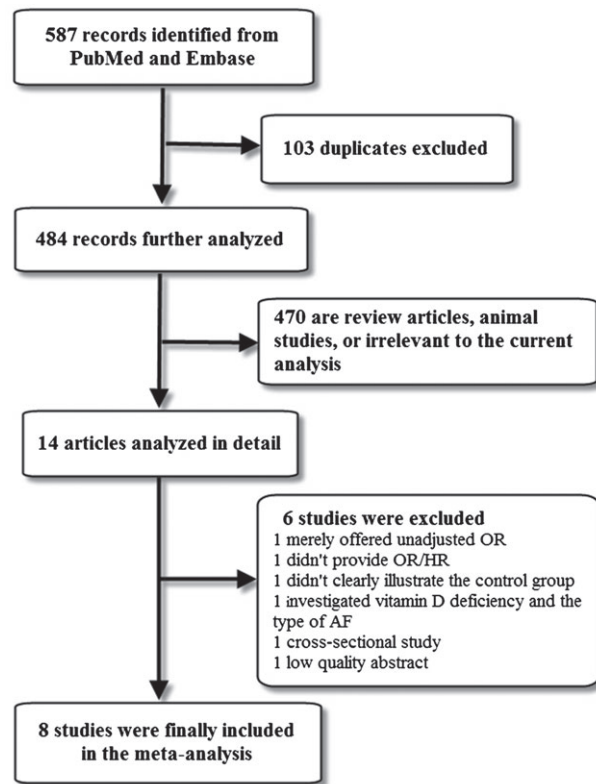 587 records identified from
PubMed and Embase
103 duplicates excluded
484 records further analyzed
470 are review articles, animal
studies, or irrelevant to the current
analysis
14 articles analyzed in detail
6 studies were excluded
1 merely offered unadjusted OR
1 didn't provide OR/HR
1 didn't clearly illustrate the control group
1 investigated vitamin D deficiency and the
type of AF
1 cross-sectional study
1 low quality abstract
8 studies were finally included
in the meta-analysis